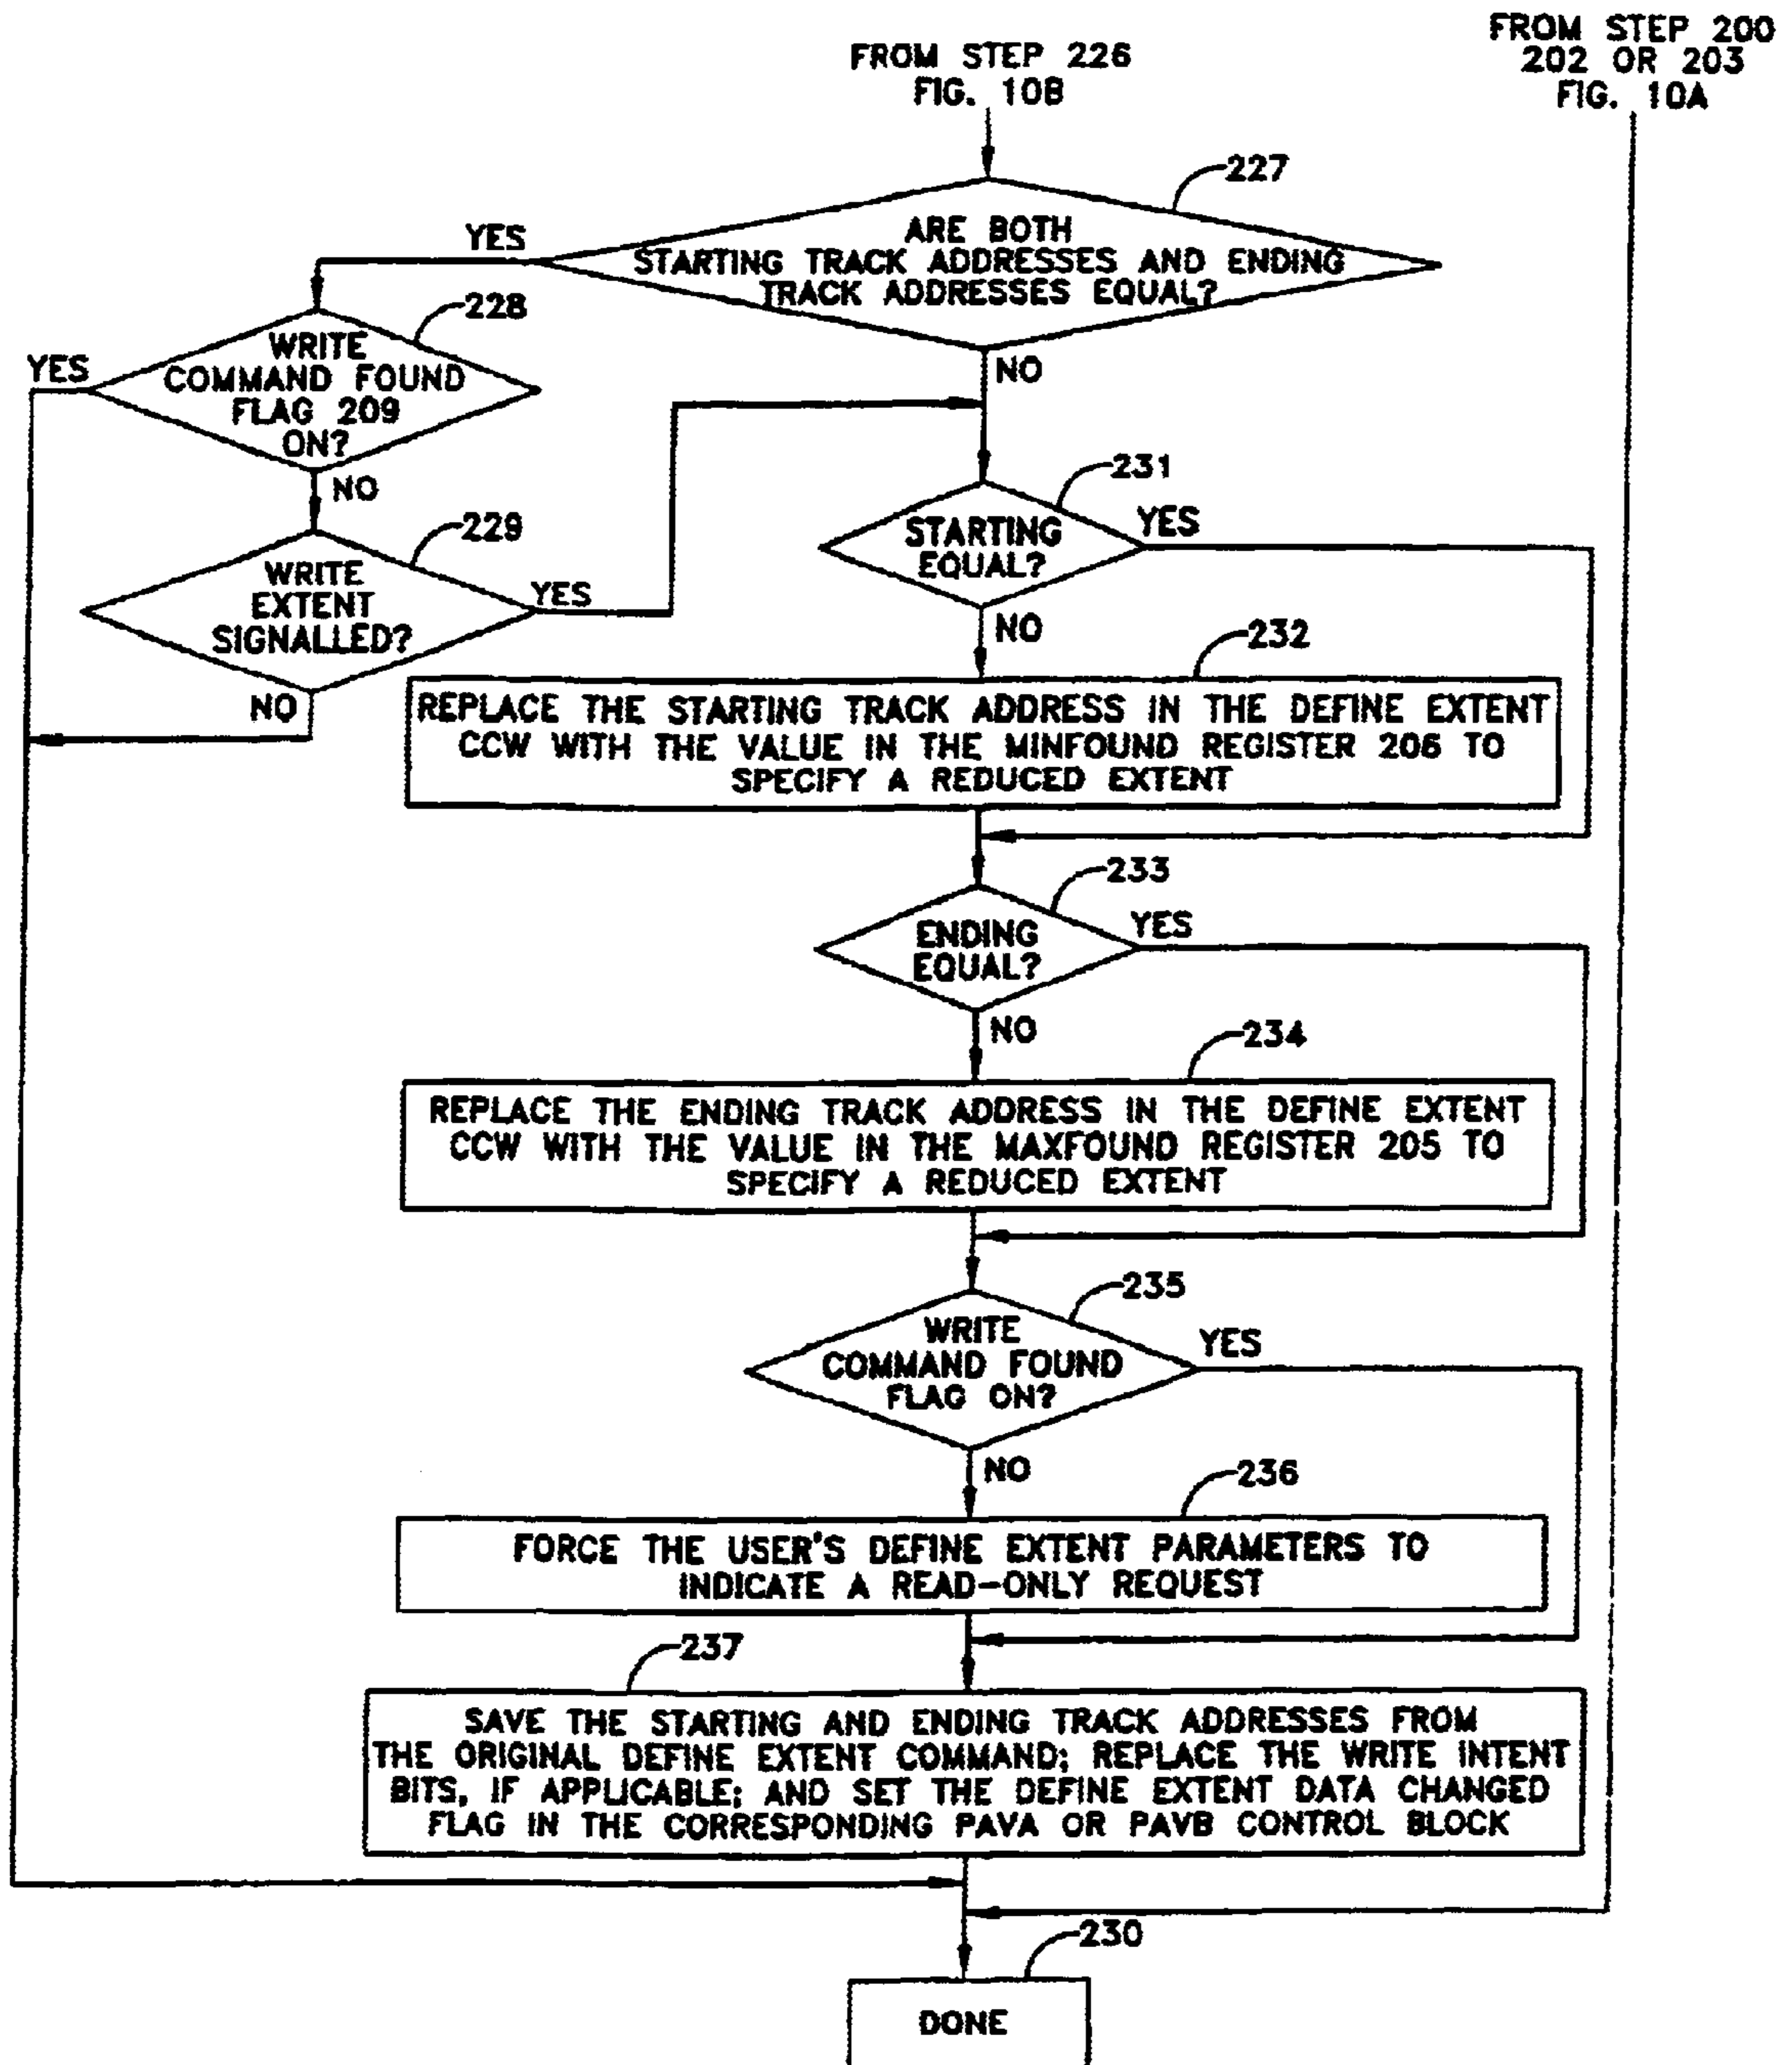 FROM STEP 226
FIG. 10B
FROM STEP 200
202 OR 203
FIG. 10A
227
ARE BOTH
STARTING TRACK ADDRESSES AND ENDING
TRACK ADDRESSES EQUAL?
YES
NO
228
WRITE
COMMAND FOUND
FLAG 209
ON?
YES
NO
229
WRITE
EXTENT
SIGNALLED?
YES
NO
231
STARTING
EQUAL?
YES
NO
232
REPLACE THE STARTING TRACK ADDRESS IN THE DEFINE EXTENT
CCW WITH THE VALUE IN THE MINFOUND REGISTER 206 TO
SPECIFY A REDUCED EXTENT
233
ENDING
EQUAL?
YES
NO
234
REPLACE THE ENDING TRACK ADDRESS IN THE DEFINE EXTENT
CCW WITH THE VALUE IN THE MAXFOUND REGISTER 205 TO
SPECIFY A REDUCED EXTENT
235
WRITE
COMMAND FOUND
FLAG ON?
YES
NO
236
FORCE THE USER'S DEFINE EXTENT PARAMETERS TO
INDICATE A READ-ONLY REQUEST
237
SAVE THE STARTING AND ENDING TRACK ADDRESSES FROM
THE ORIGINAL DEFINE EXTENT COMMAND; REPLACE THE WRITE INTENT
BITS, IF APPLICABLE; AND SET THE DEFINE EXTENT DATA CHANGED
FLAG IN THE CORRESPONDING PAVA OR PAVB CONTROL BLOCK
230
DONE